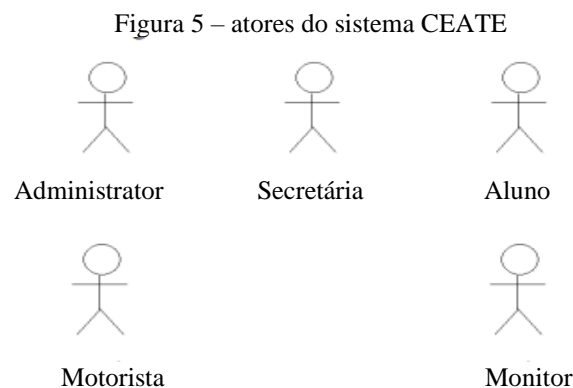 Figura 5 – atores do sistema CEATE
Administrator Secretária Aluno
Motorista Monitor